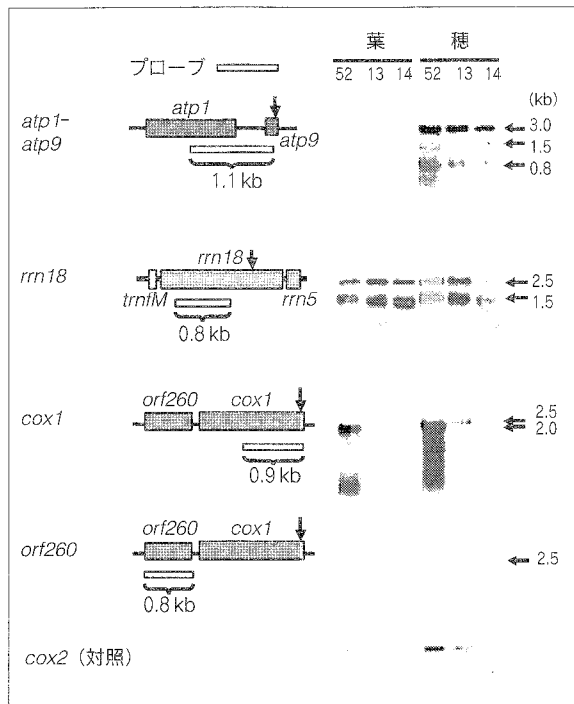 葉 穂
プローブ 52 13 14 52 13 14
(kb)
atp1-
atp9
atp1
atp9
1.1 kb
3.0
1.5
0.8
rrn18
rrn18
trnfM
rrn5
0.8 kb
2.5
1.5
cox1
orf260 cox1
0.9 kb
2.5
2.0
orf260
orf260 cox1
0.8 kb
2.5
cox2 (対照)